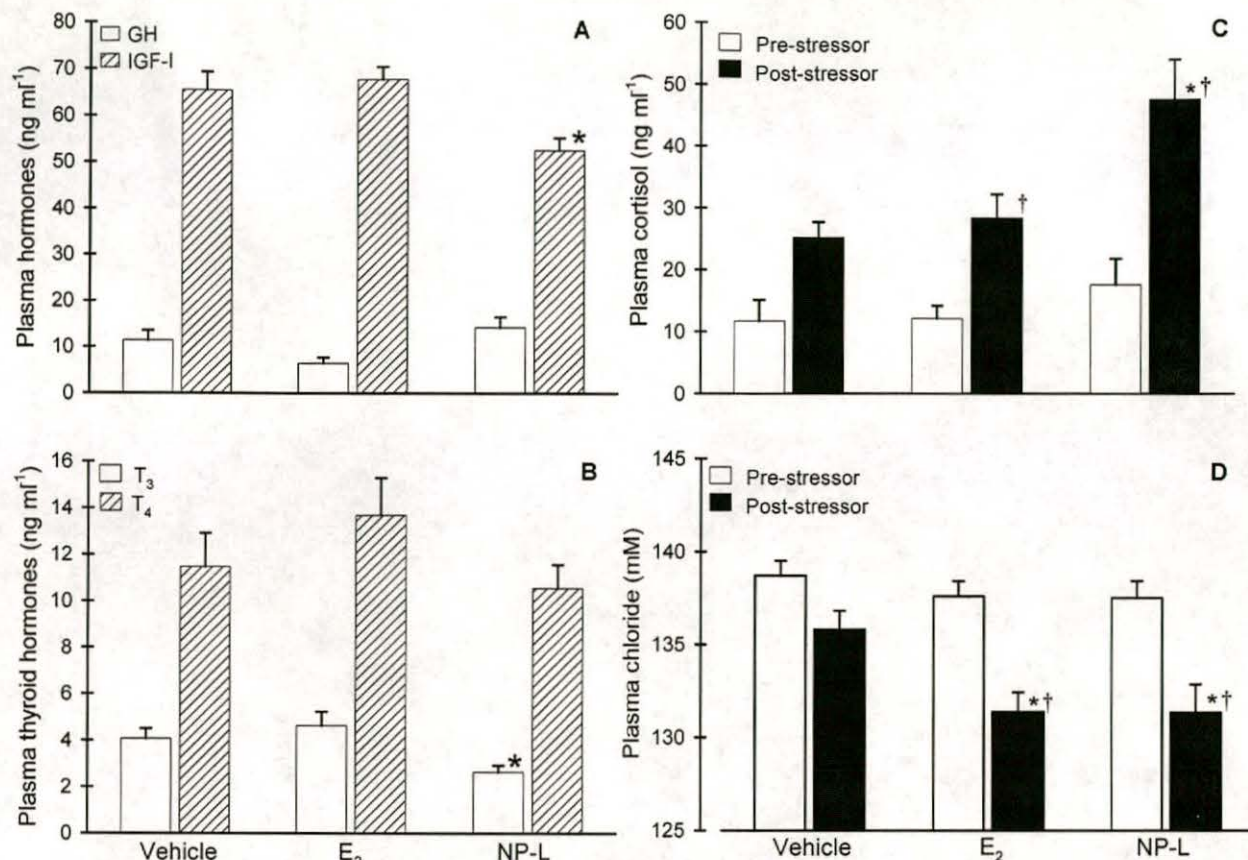 80
70
60
50
40
30
20
10
0
Plasma hormones (ng ml⁻¹)
GH
IGF-I
A
*
60
50
40
30
20
10
0
Plasma cortisol (ng ml⁻¹)
Pre-stressor
Post-stressor
C
†
*†
16
14
12
10
8
6
4
2
0
Plasma thyroid hormones (ng ml⁻¹)
T₃
T₄
B
*
Vehicle E₂ NP-L
145
140
135
130
125
Plasma chloride (mM)
Pre-stressor
Post-stressor
D
*†
*†
Vehicle E₂ NP-L